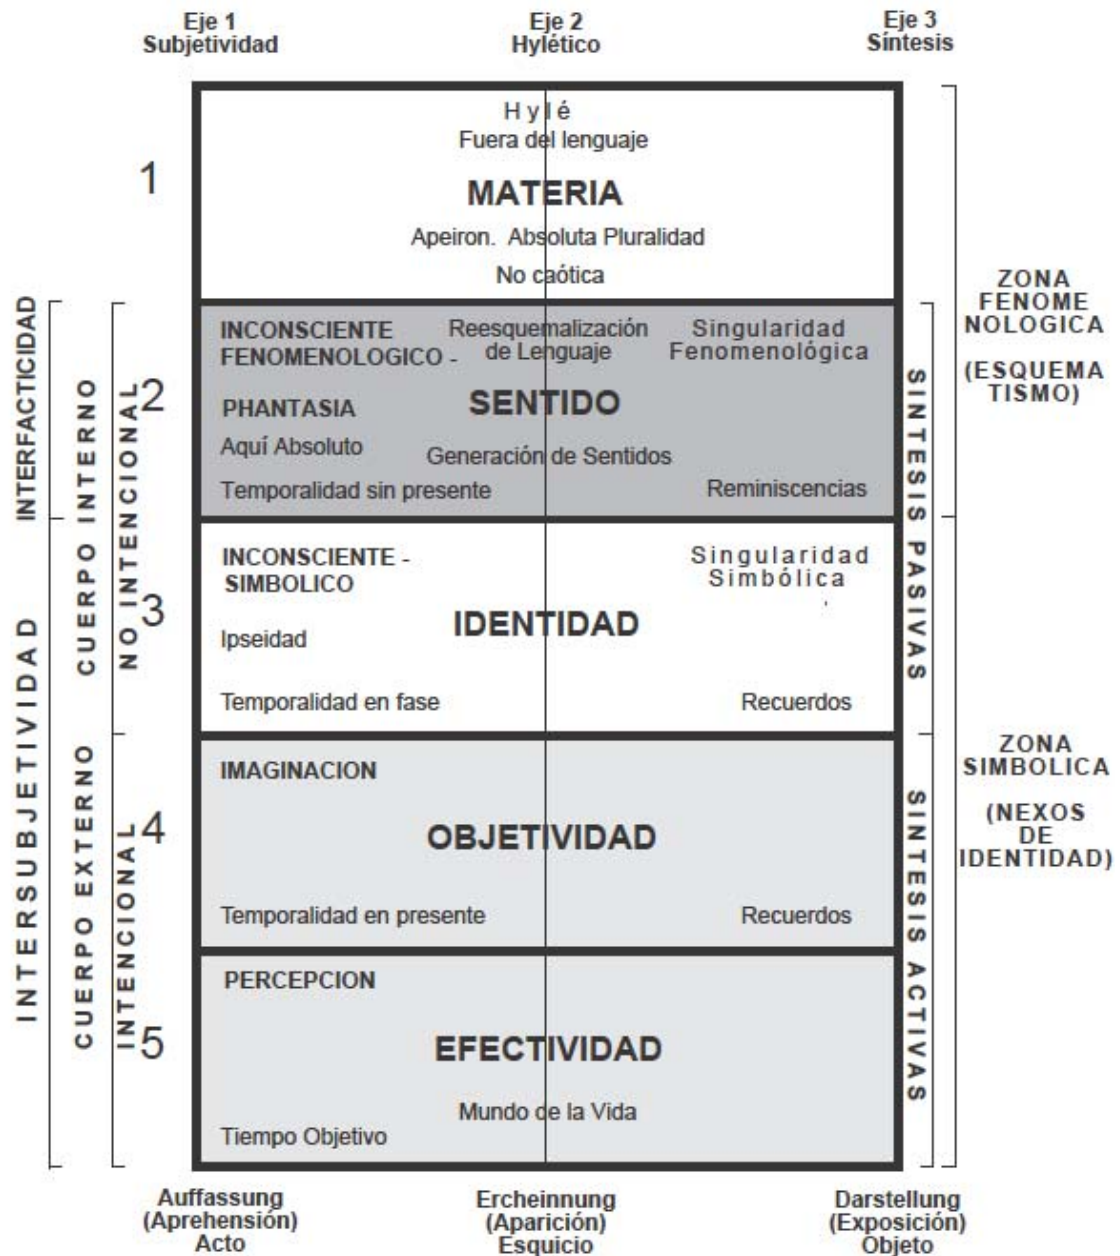 Eje 1
Subjetividad
Eje 2
Hylético
Eje 3
Síntesis
1
Hylé
Fuera del lenguaje
MATERIA
Apeiron. Absoluta Pluralidad
No caótica
ZONA
FENOME
NOLOGICA
(ESQUEMA
TISMO)
INTERFACTICIDAD
INTERSUBJETIVIDAD
CUERPO INTERNO
NO INTENCIONAL
CUERPO EXTERNO
INTENCIONAL
2
INCONSCIENTE
FENOMENOLOGICO -
Reesquemalización
de Lenguaje
Singularidad
Fenomenológica
PHANTASIA
SENTIDO
Aquí Absoluto
Generación de Sentidos
Temporalidad sin presente
Reminiscencias
SINTESIS PASIVAS
3
INCONSCIENTE -
SIMBOLICO
Singularidad
Simbólica
IDENTIDAD
Ipseidad
Temporalidad en fase
Recuerdos
ZONA
SIMBOLICA
(NEXOS
DE
IDENTIDAD)
4
IMAGINACION
OBJETIVIDAD
Temporalidad en presente
Recuerdos
SINTESIS ACTIVAS
5
PERCEPCION
EFECTIVIDAD
Mundo de la Vida
Tiempo Objetivo
Auffassung
(Aprehensión)
Acto
Ercheinnung
(Aparición)
Esquicio
Darstellung
(Exposición)
Objeto